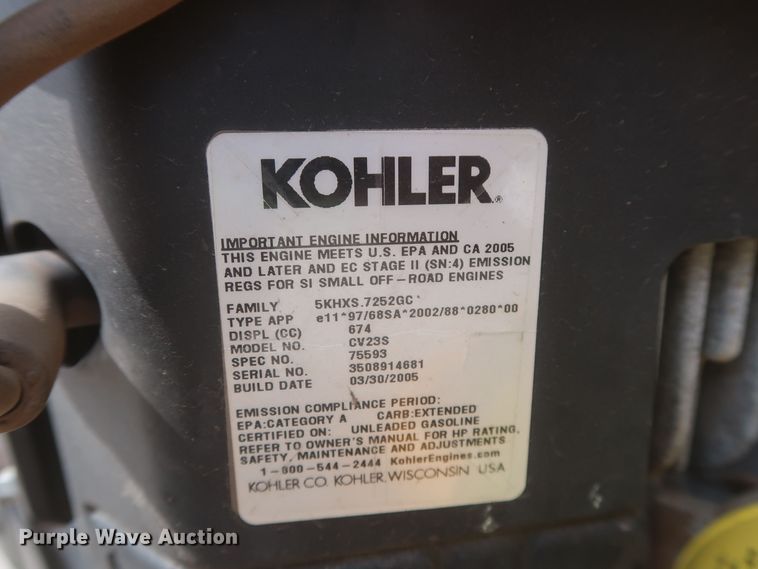 KOHLER®
IMPORTANT ENGINE INFORMATION
THIS ENGINE MEETS U.S. EPA AND CA 2005
AND LATER AND EC STAGE II (SN:4) EMISSION
REGS FOR SI SMALL OFF-ROAD ENGINES
FAMILY 5KHXS.7252GC
TYPE APP e11*97/68SA*2002/88*0280*00
DISPL (CC) 674
MODEL NO. CV23S
SPEC NO. 75593
SERIAL NO. 3508914681
BUILD DATE 03/30/2005
EMISSION COMPLIANCE PERIOD:
EPA:CATEGORY A CARB:EXTENDED
CERTIFIED ON: UNLEADED GASOLINE
REFER TO OWNER'S MANUAL FOR HP RATING,
SAFETY, MAINTENANCE AND ADJUSTMENTS
1-800-544-2444 KohlerEngines.com
KOHLER CO. KOHLER, WISCONSIN USA
Purple Wave Auction